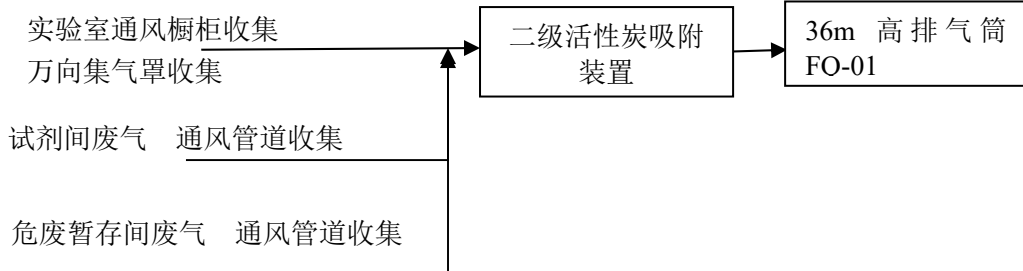 实验室通风橱柜收集
万向集气罩收集
二级活性炭吸附
装置
36m 高排气筒
FO-01
试剂间废气 通风管道收集
危废暂存间废气 通风管道收集